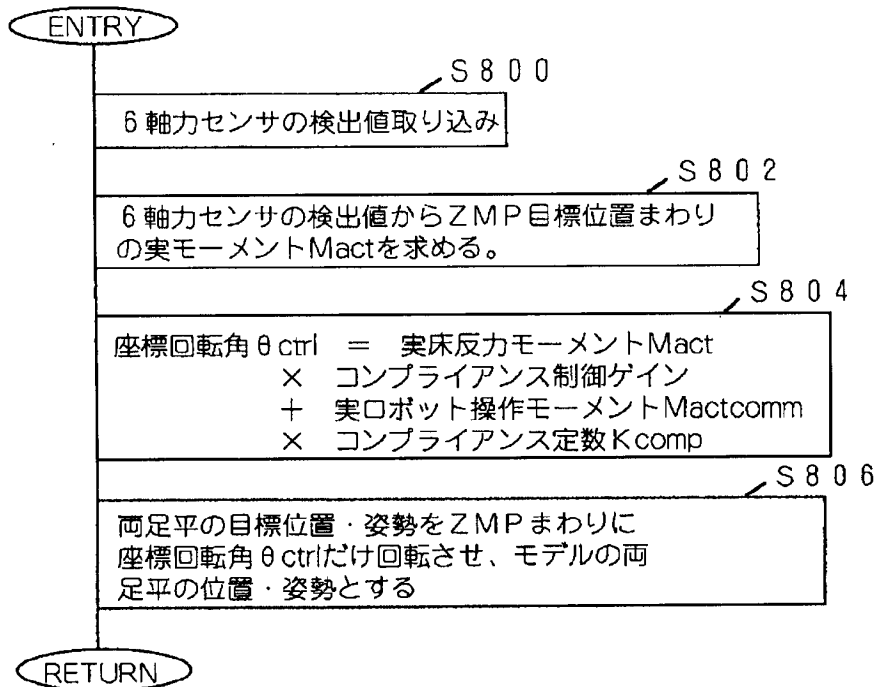 ENTRY
S800
6軸力センサの検出値取り込み
S802
6軸力センサの検出値からZMP目標位置まわり
の実モーメントMactを求める。
S804
座標回転角θctrl = 実床反力モーメントMact
× コンプライアンス制御ゲイン
+ 実ロボット操作モーメントMactcomm
× コンプライアンス定数Kcomp
S806
両足平の目標位置・姿勢をZMPまわりに
座標回転角θctrlだけ回転させ、モデルの両
足平の位置・姿勢とする
RETURN